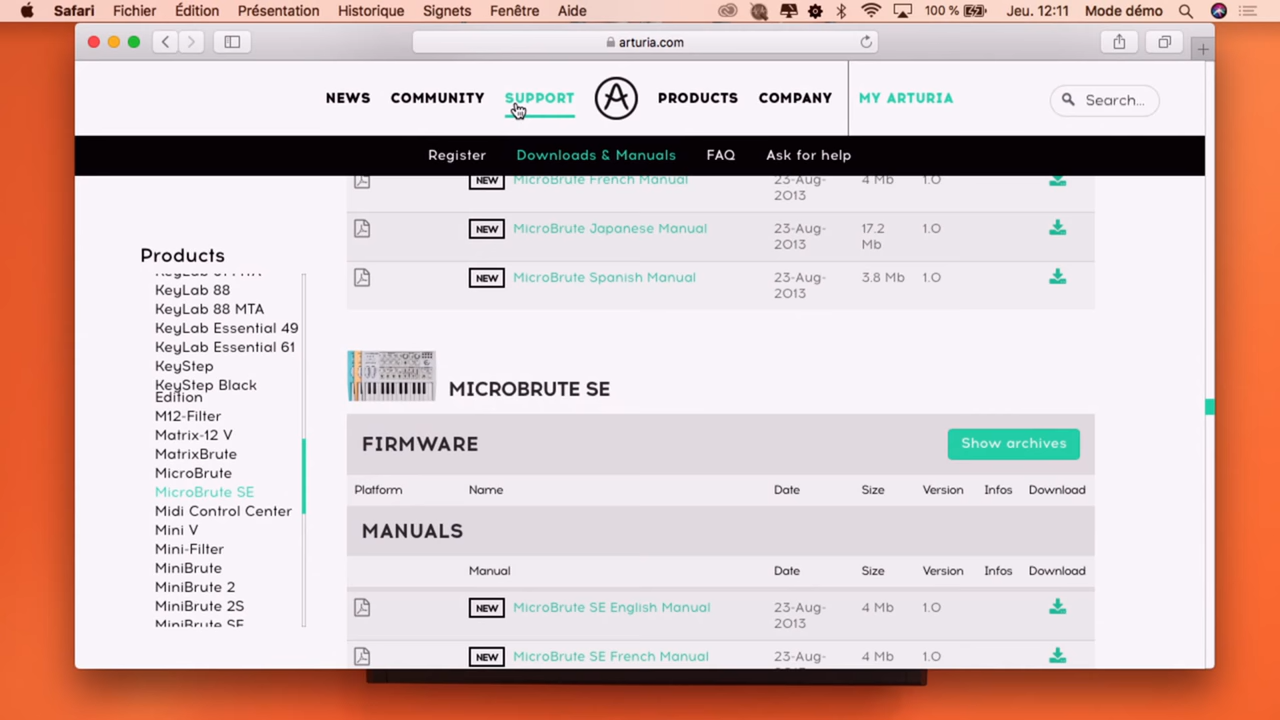 Safari Fichier Édition Présentation Historique Signets Fenêtre Aide 100 % Jeu. 12:11 Mode démo
arturia.com
NEWS COMMUNITY SUPPORT PRODUCTS COMPANY MY ARTURIA Search...
Register Downloads & Manuals FAQ Ask for help
MicroBrute French Manual 23-Aug-2013 4 Mb 1.0
NEW MicroBrute Japanese Manual 23-Aug-2013 17.2 Mb 1.0
NEW MicroBrute Spanish Manual 23-Aug-2013 3.8 Mb 1.0
Products
KeyLab 88
KeyLab 88 MTA
KeyLab Essential 49
KeyLab Essential 61
KeyStep
KeyStep Black
Edition
M12-Filter
Matrix-12 V
MatrixBrute
MicroBrute
MicroBrute SE
Midi Control Center
Mini V
Mini-Filter
MiniBrute
MiniBrute 2
MiniBrute 2S
MiniBrute SE
MICROBRUTE SE
FIRMWARE Show archives
Platform Name Date Size Version Infos Download
MANUALS
Manual Date Size Version Infos Download
NEW MicroBrute SE English Manual 23-Aug-2013 4 Mb 1.0
NEW MicroBrute SE French Manual 23-Aug- 4 Mb 1.0